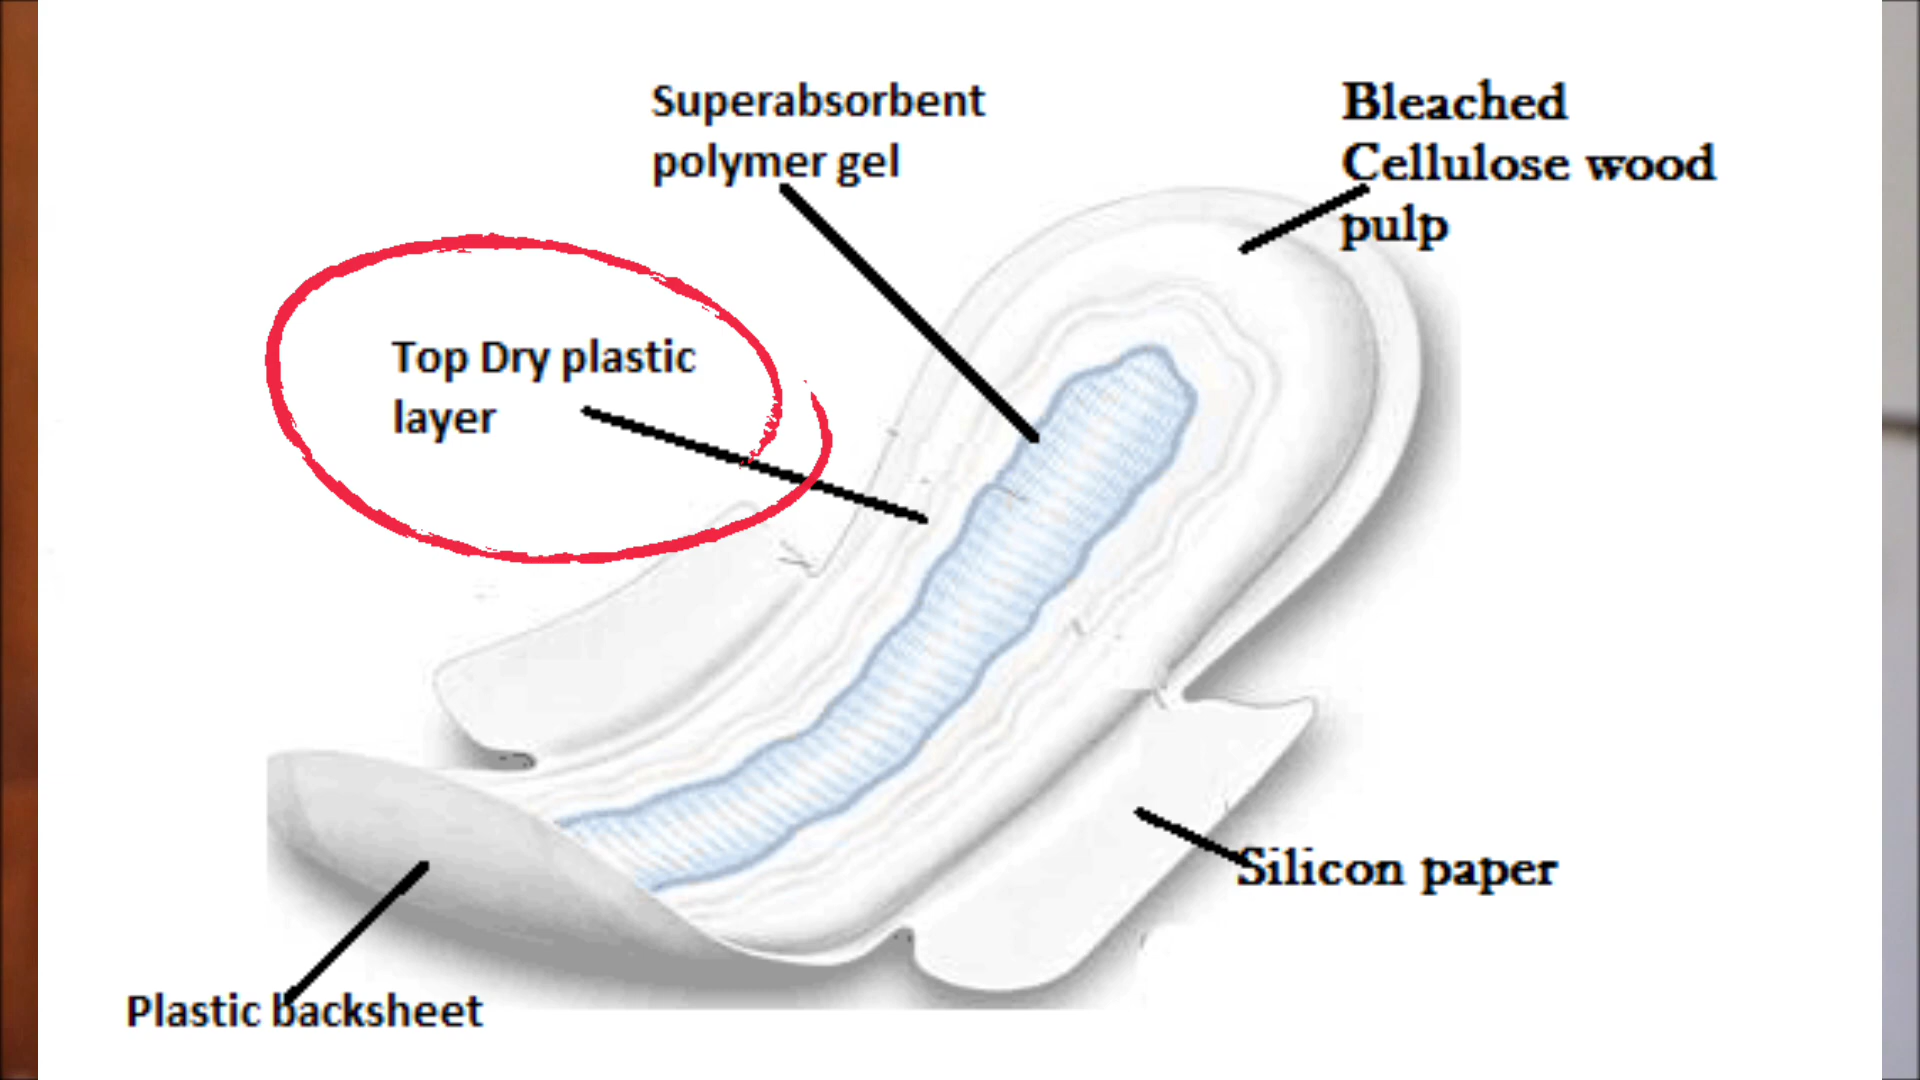 Superabsorbent
polymer gel
Bleached
Cellulose wood
pulp
Top Dry plastic
layer
Silicon paper
Plastic backsheet